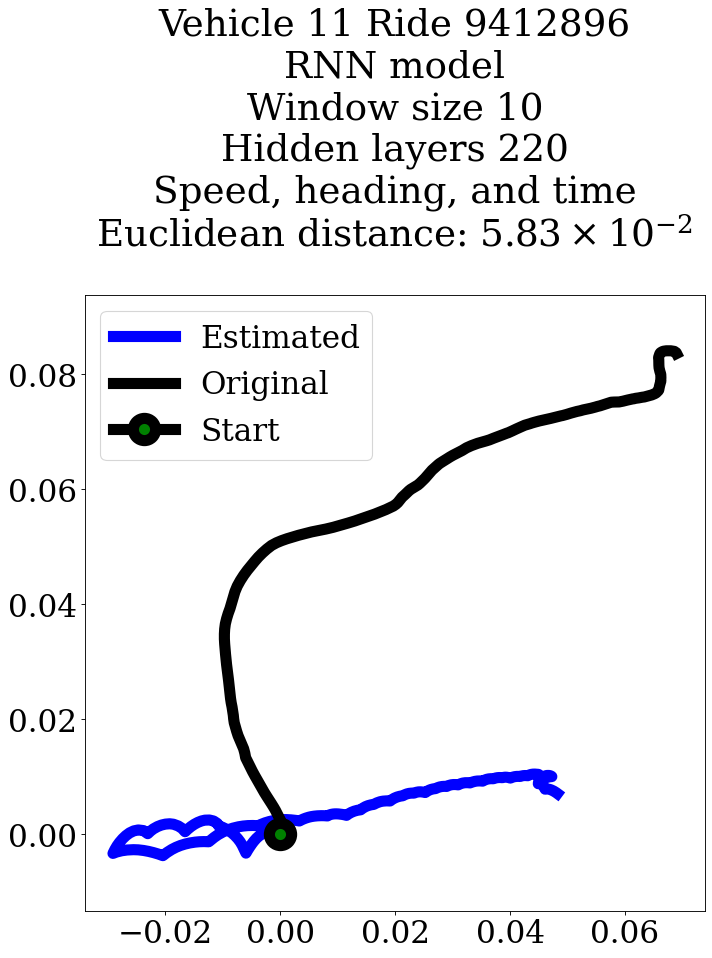 Vehicle 11 Ride 9412896
RNN model
Window size 10
Hidden layers 220
Speed, heading, and time
Euclidean distance: 5.83 × 10⁻²
Estimated
Original
Start
0.08
0.06
0.04
0.02
0.00
−0.02 0.00 0.02 0.04 0.06